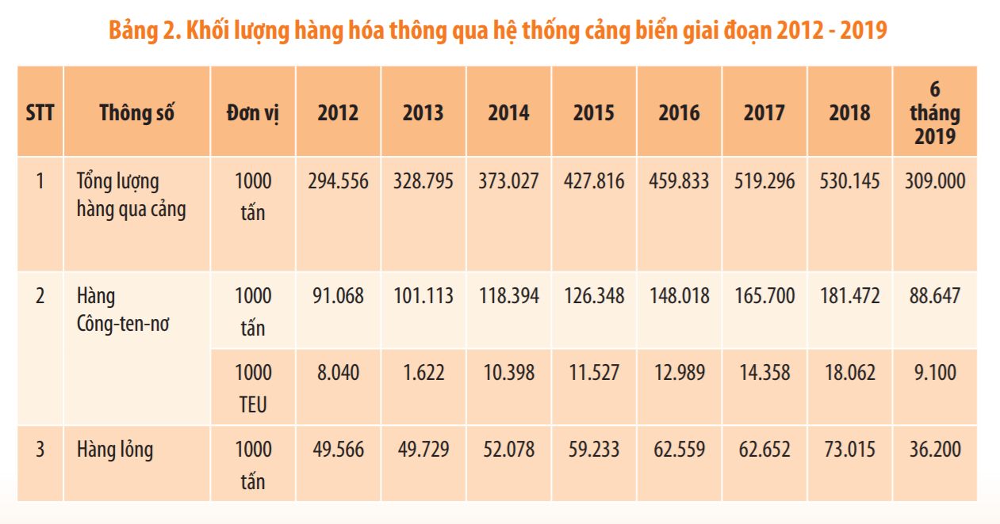 Bảng 2. Khối lượng hàng hóa thông qua hệ thống cảng biển giai đoạn 2012 - 2019
STT Thông số Đơn vị 2012 2013 2014 2015 2016 2017 2018 6 tháng 2019
1 Tổng lượng hàng qua cảng 1000 tấn 294.556 328.795 373.027 427.816 459.833 519.296 530.145 309.000
2 Hàng Công-ten-nơ 1000 tấn 91.068 101.113 118.394 126.348 148.018 165.700 181.472 88.647
1000 TEU 8.040 1.622 10.398 11.527 12.989 14.358 18.062 9.100
3 Hàng lỏng 1000 tấn 49.566 49.729 52.078 59.233 62.559 62.652 73.015 36.200